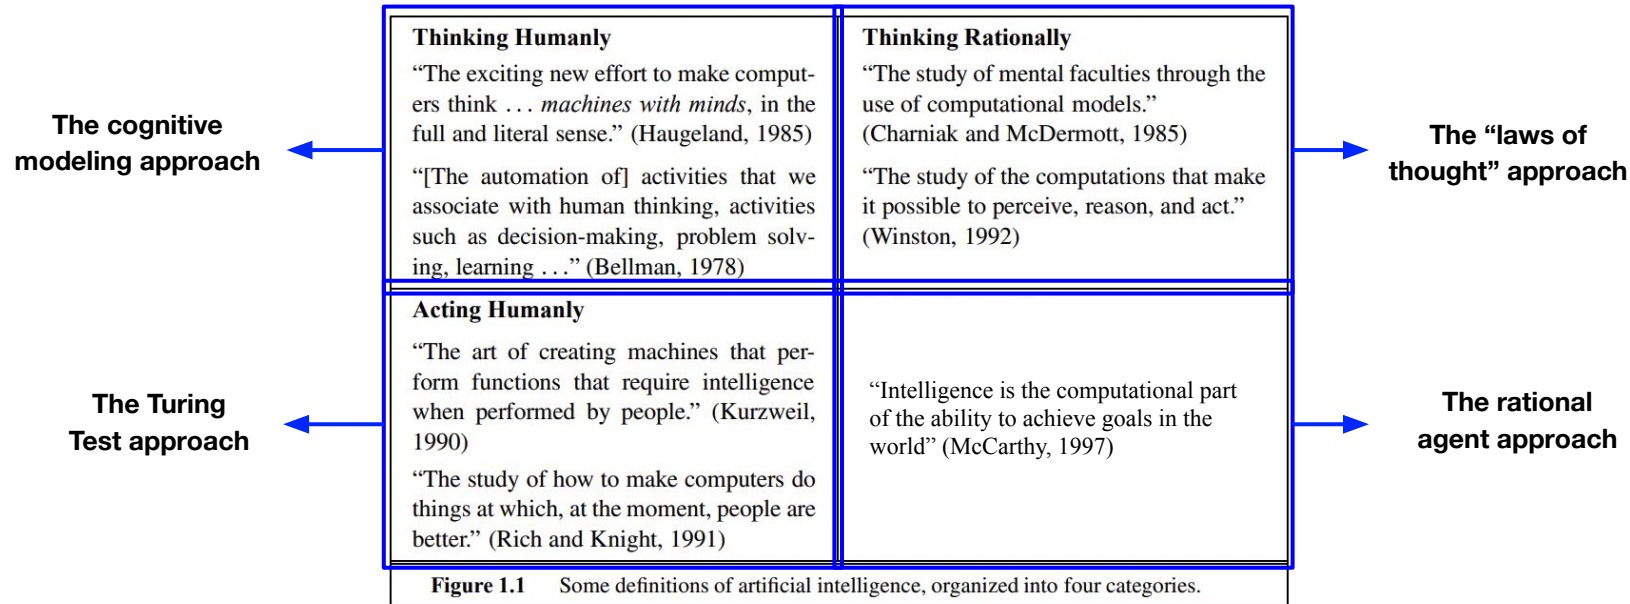 The cognitive
modeling approach
Thinking Humanly
“The exciting new effort to make comput-
ers think . . . machines with minds, in the
full and literal sense.” (Haugeland, 1985)
“[The automation of] activities that we
associate with human thinking, activities
such as decision-making, problem solv-
ing, learning . . .” (Bellman, 1978)
Thinking Rationally
“The study of mental faculties through the
use of computational models.”
(Charniak and McDermott, 1985)
“The study of the computations that make
it possible to perceive, reason, and act.”
(Winston, 1992)
The “laws of
thought” approach
The Turing
Test approach
Acting Humanly
“The art of creating machines that per-
form functions that require intelligence
when performed by people.” (Kurzweil,
1990)
“The study of how to make computers do
things at which, at the moment, people are
better.” (Rich and Knight, 1991)
“Intelligence is the computational part
of the ability to achieve goals in the
world” (McCarthy, 1997)
The rational
agent approach
Figure 1.1 Some definitions of artificial intelligence, organized into four categories.